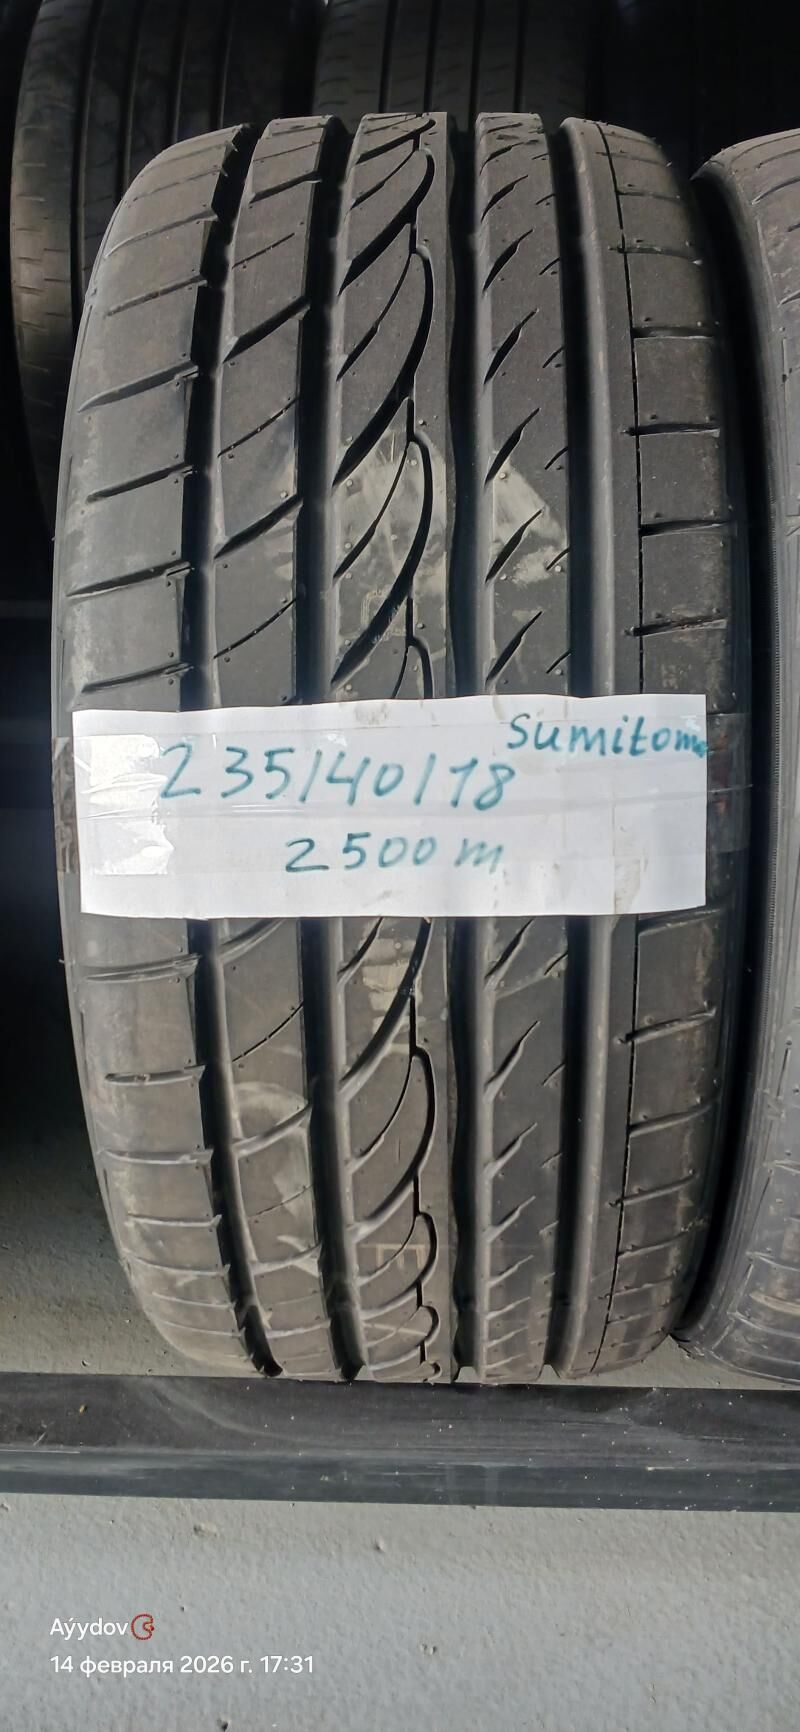 Sumitomo
235/40/18
2500 m
Aýydov
14 февраля 2026 г. 17:31